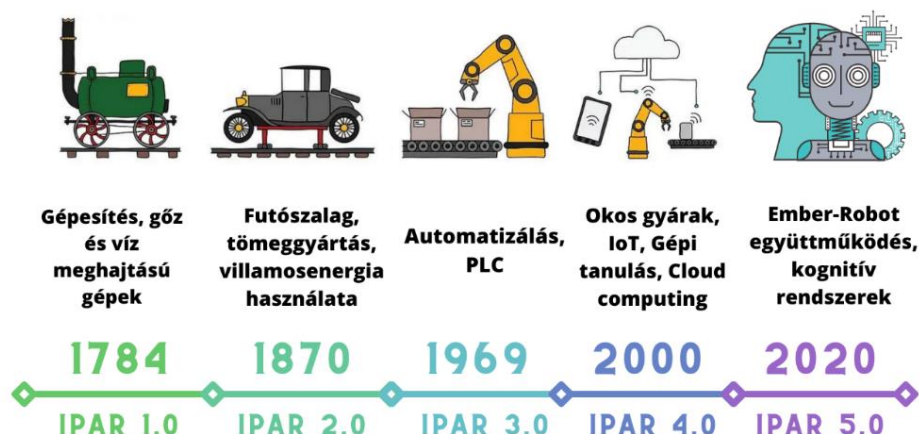 Gépesítés, gőz
és víz
meghajtású
gépek
Futószalag,
tömeggyártás,
villamosenergia
használata
Automatizálás,
PLC
Okos gyárak,
IoT, Gépi
tanulás, Cloud
computing
Ember-Robot
együttműködés,
kognitív
rendszerek
1784
1870
1969
2000
2020
IPAR 1.0
IPAR 2.0
IPAR 3.0
IPAR 4.0
IPAR 5.0